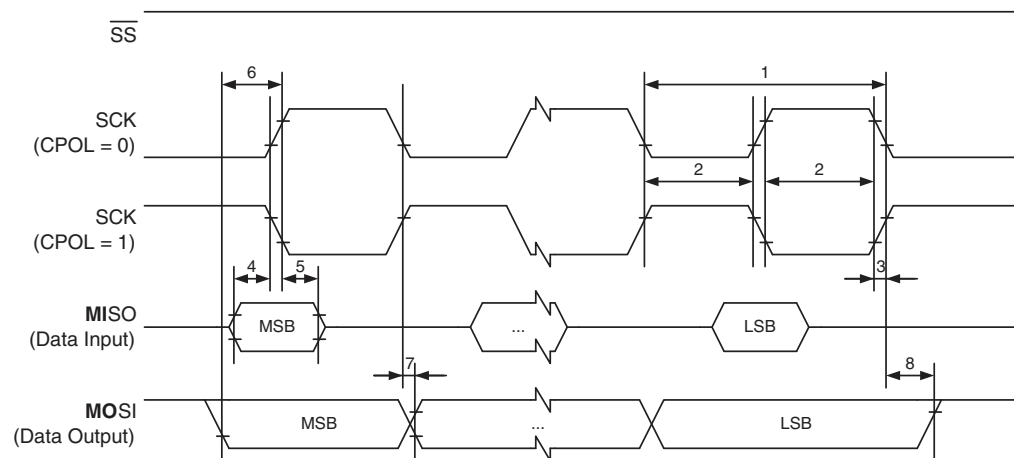 SS
6
1
SCK
(CPOL = 0)
2
2
SCK
(CPOL = 1)
4
5
3
MISO
(Data Input)
MSB
...
LSB
7
8
MOSI
(Data Output)
MSB
...
LSB